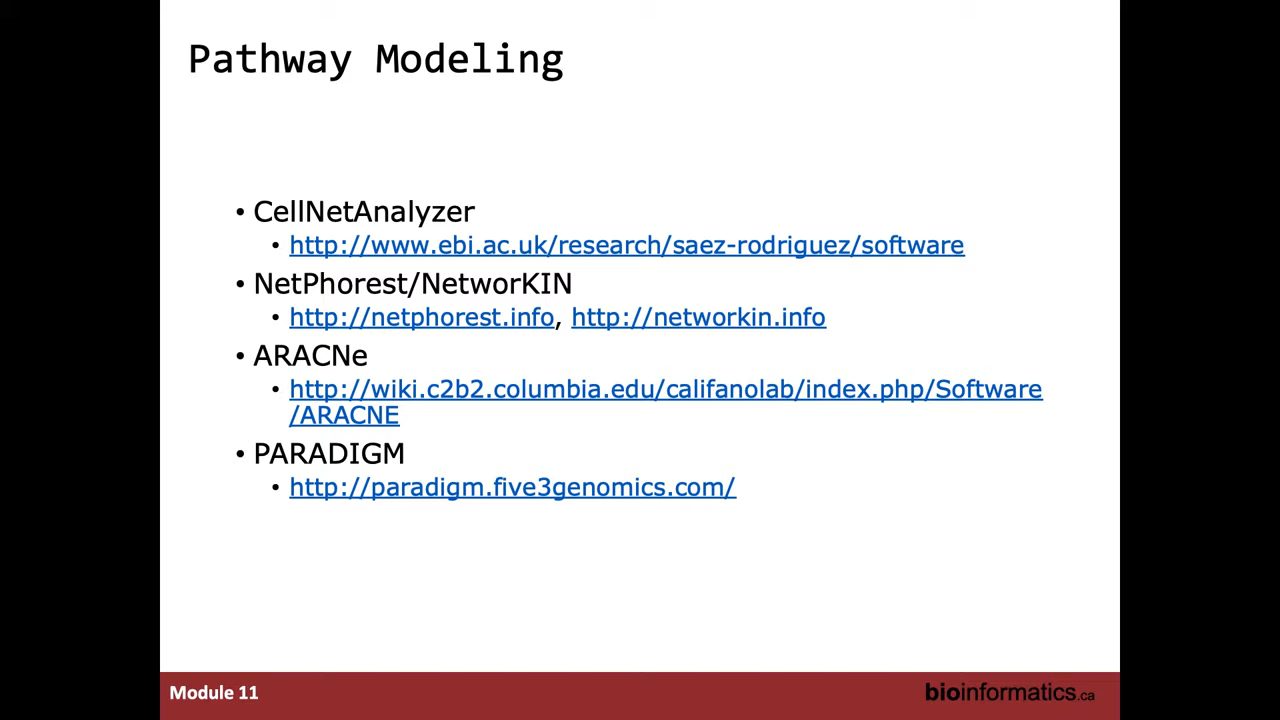 Pathway Modeling
• CellNetAnalyzer
• http://www.ebi.ac.uk/research/saez-rodriguez/software
• NetPhorest/NetworKIN
• http://netphorest.info, http://networkin.info
• ARACNe
• http://wiki.c2b2.columbia.edu/califanolab/index.php/Software
/ARACNE
• PARADIGM
• http://paradigm.five3genomics.com/
Module 11
bioinformatics.ca